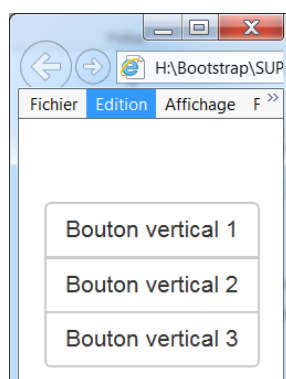 H:\Bootstrap\SUP
Fichier Edition Affichage F »
Bouton vertical 1
Bouton vertical 2
Bouton vertical 3